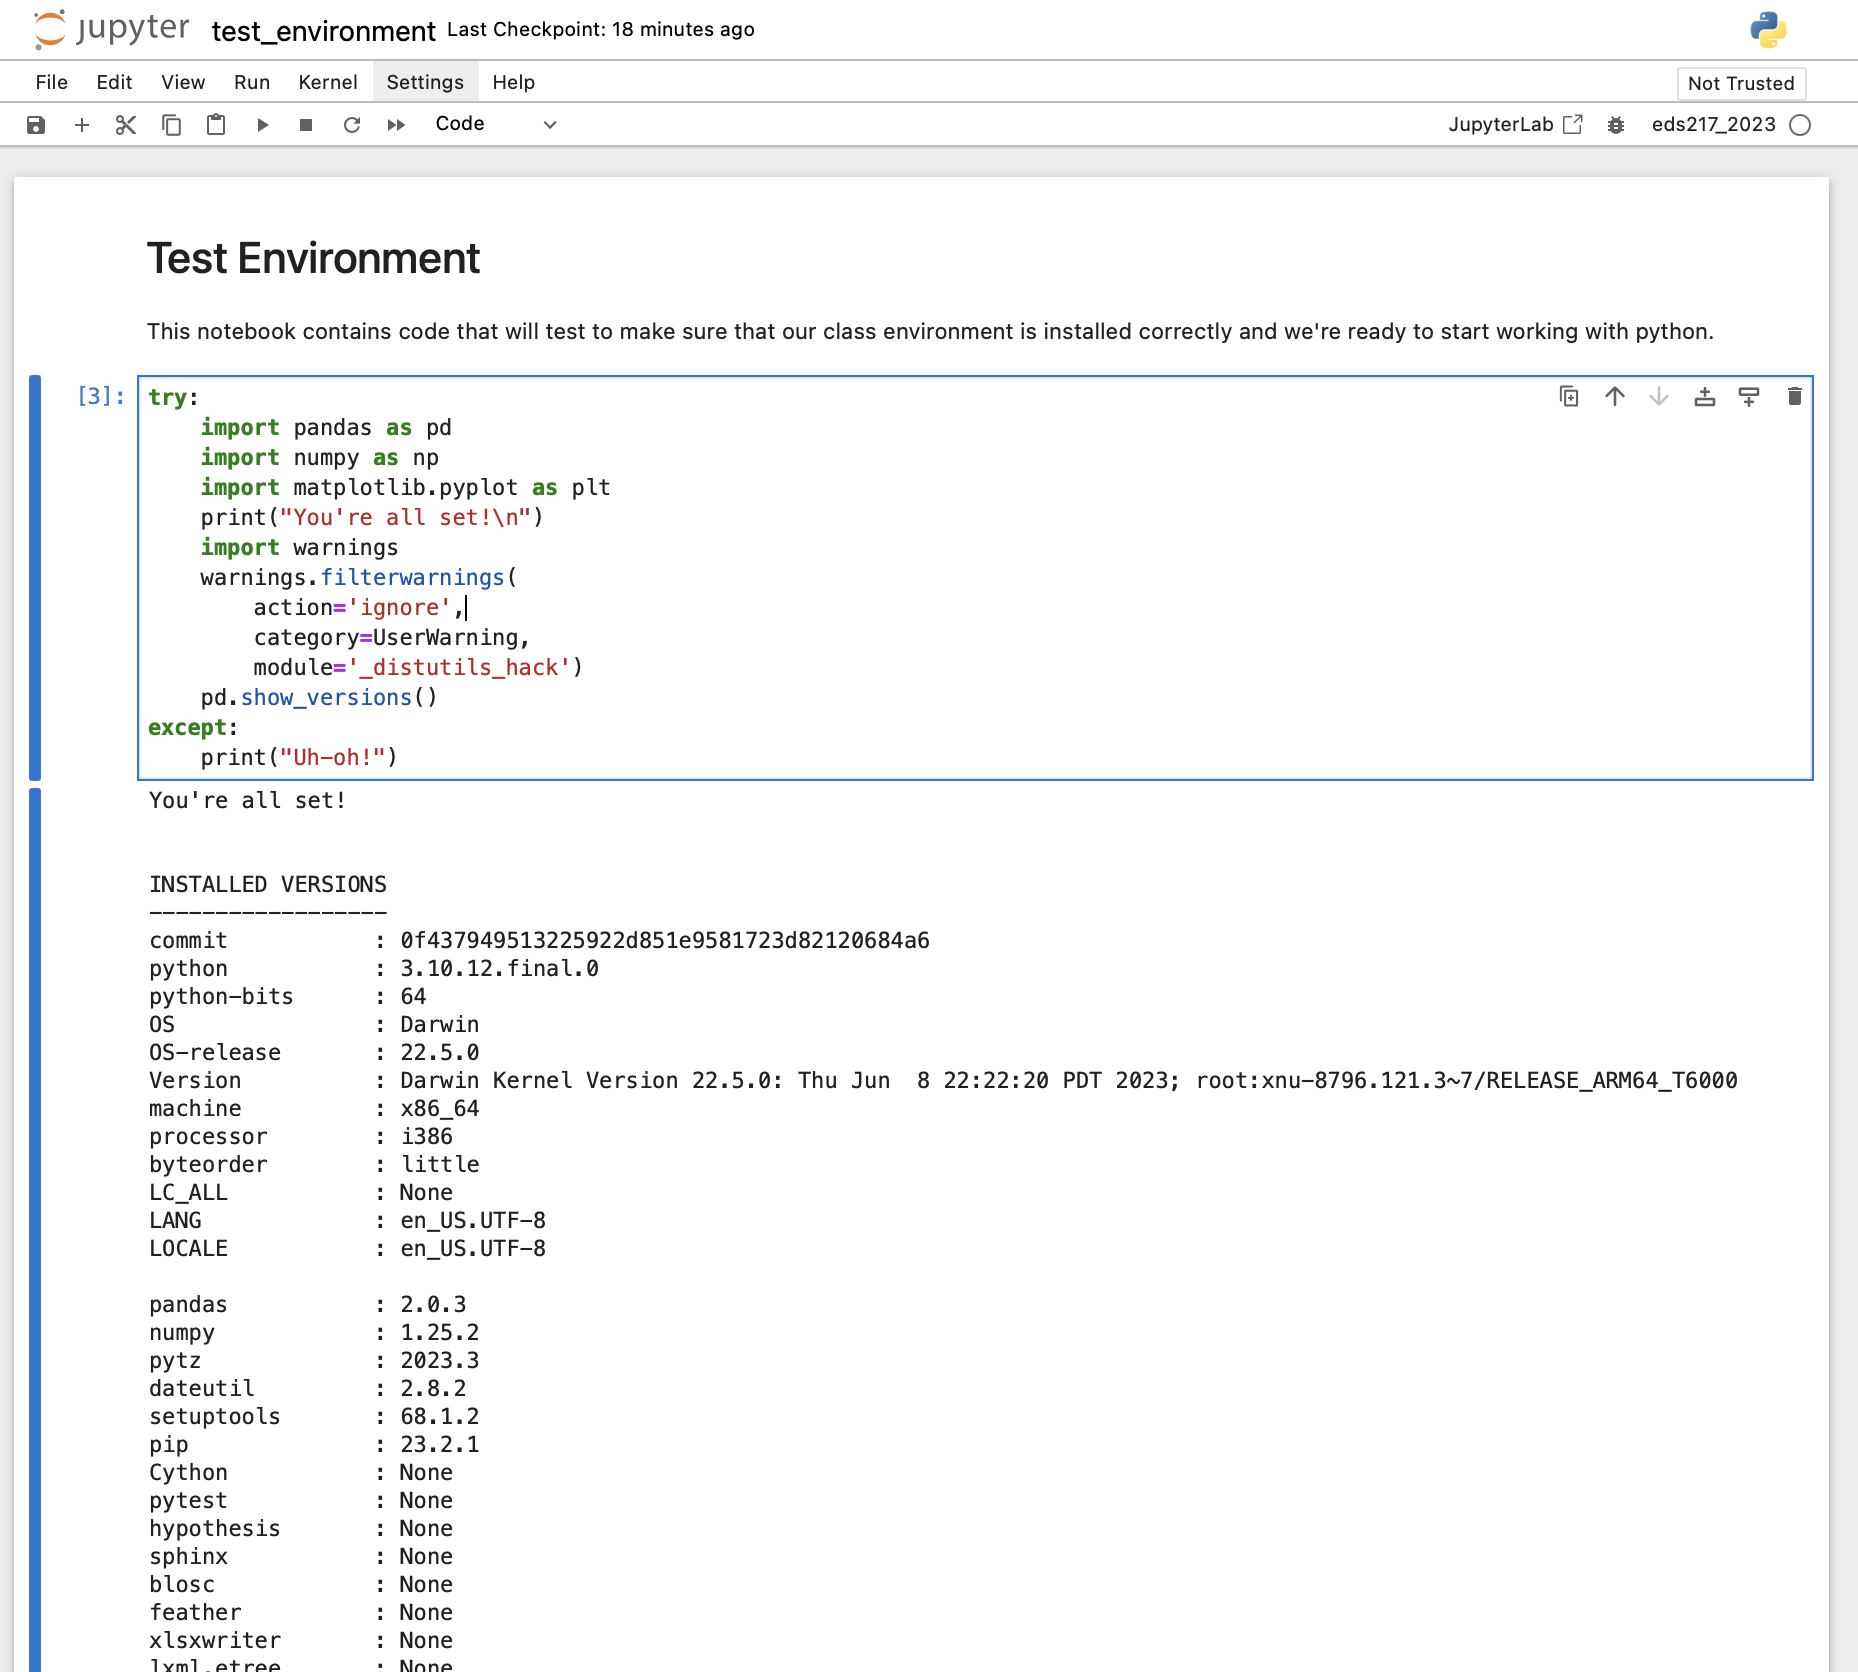 jupyter test_environment Last Checkpoint: 18 minutes ago
File Edit View Run Kernel Settings Help Not Trusted
Code JupyterLab eds217_2023
Test Environment
This notebook contains code that will test to make sure that our class environment is installed correctly and we're ready to start working with python.
[3]: try:
    import pandas as pd
    import numpy as np
    import matplotlib.pyplot as plt
    print("You're all set!\n")
    import warnings
    warnings.filterwarnings(
        action='ignore',
        category=UserWarning,
        module='_distutils_hack')
    pd.show_versions()
except:
    print("Uh-oh!")
You're all set!
INSTALLED VERSIONS
------------------
commit           : 0f437949513225922d851e9581723d82120684a6
python           : 3.10.12.final.0
python-bits      : 64
OS               : Darwin
OS-release       : 22.5.0
Version          : Darwin Kernel Version 22.5.0: Thu Jun  8 22:22:20 PDT 2023; root:xnu-8796.121.3~7/RELEASE_ARM64_T6000
machine          : x86_64
processor        : i386
byteorder        : little
LC_ALL           : None
LANG             : en_US.UTF-8
LOCALE           : en_US.UTF-8
pandas           : 2.0.3
numpy            : 1.25.2
pytz             : 2023.3
dateutil         : 2.8.2
setuptools       : 68.1.2
pip              : 23.2.1
Cython           : None
pytest           : None
hypothesis       : None
sphinx           : None
blosc            : None
feather          : None
xlsxwriter       : None
lxml.etree       : None